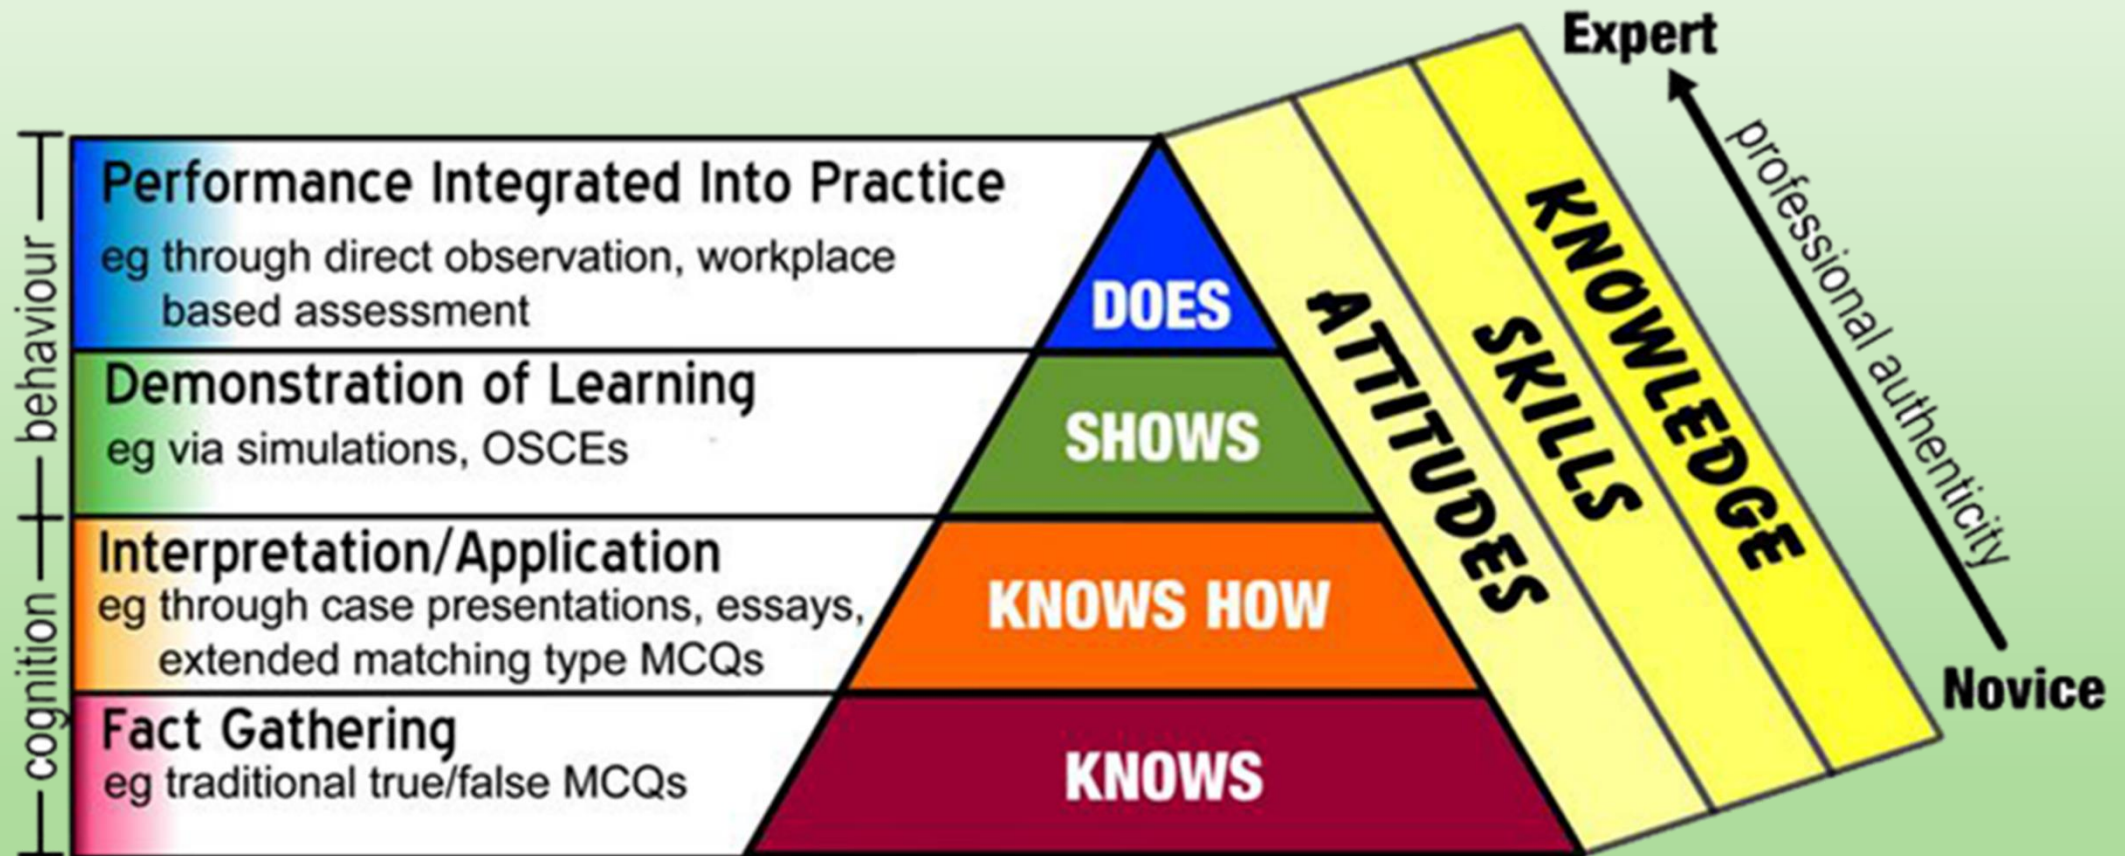 Expert
professional authenticity
Novice
behaviour
cognition
Performance Integrated Into Practice
eg through direct observation, workplace
based assessment
Demonstration of Learning
eg via simulations, OSCEs
Interpretation/Application
eg through case presentations, essays,
extended matching type MCQs
Fact Gathering
eg traditional true/false MCQs
DOES
SHOWS
KNOWS HOW
KNOWS
ATTITUDES
SKILLS
KNOWLEDGE